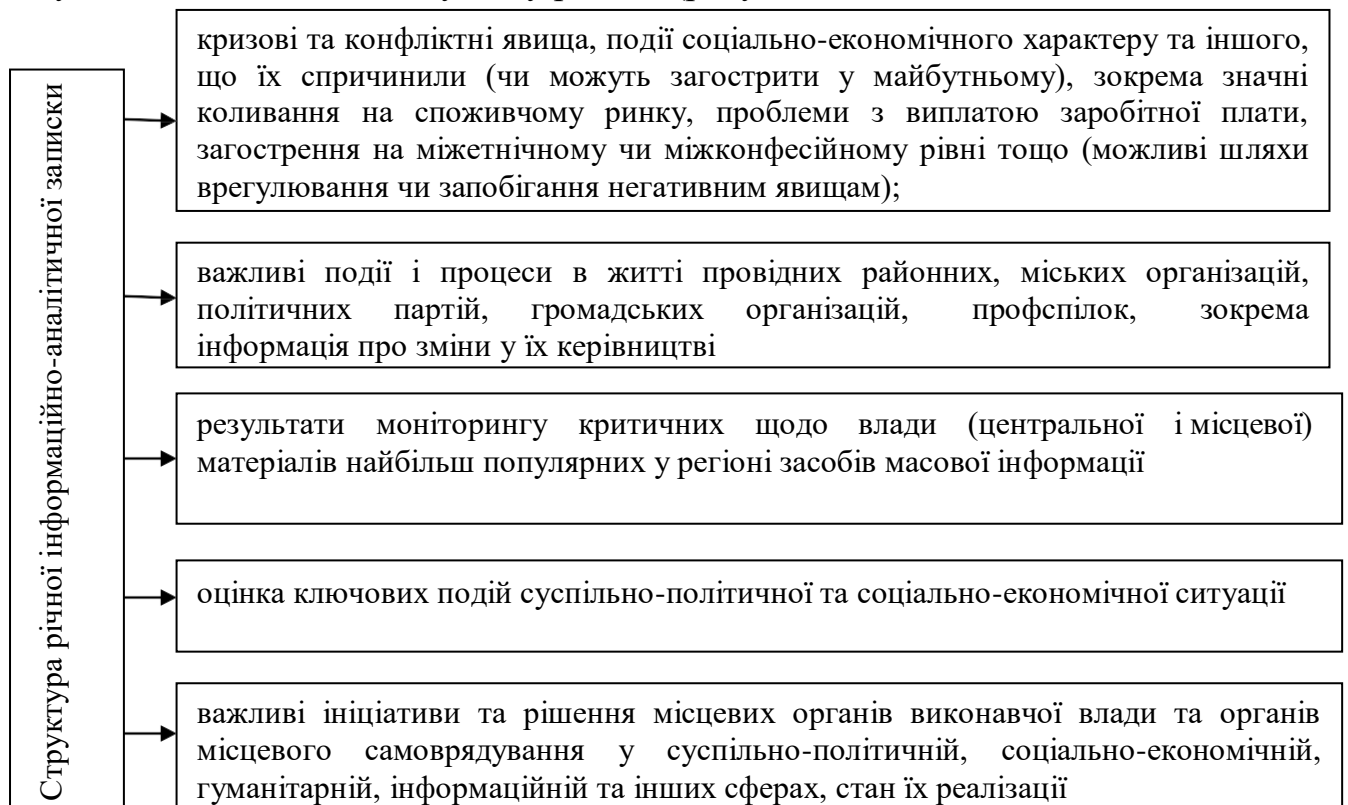 Структура річної інформаційно-аналітичної записки
кризові та конфліктні явища, події соціально-економічного характеру та іншого,
що їх спричинили (чи можуть загострити у майбутньому), зокрема значні
коливання на споживчому ринку, проблеми з виплатою заробітної плати,
загострення на міжетнічному чи міжконфесійному рівні тощо (можливі шляхи
врегулювання чи запобігання негативним явищам);
важливі події і процеси в житті провідних районних, міських організацій,
політичних партій, громадських організацій, профспілок, зокрема
інформація про зміни у їх керівництві
результати моніторингу критичних щодо влади (центральної і місцевої)
матеріалів найбільш популярних у регіоні засобів масової інформації
оцінка ключових подій суспільно-політичної та соціально-економічної ситуації
важливі ініціативи та рішення місцевих органів виконавчої влади та органів
місцевого самоврядування у суспільно-політичній, соціально-економічній,
гуманітарній, інформаційній та інших сферах, стан їх реалізації